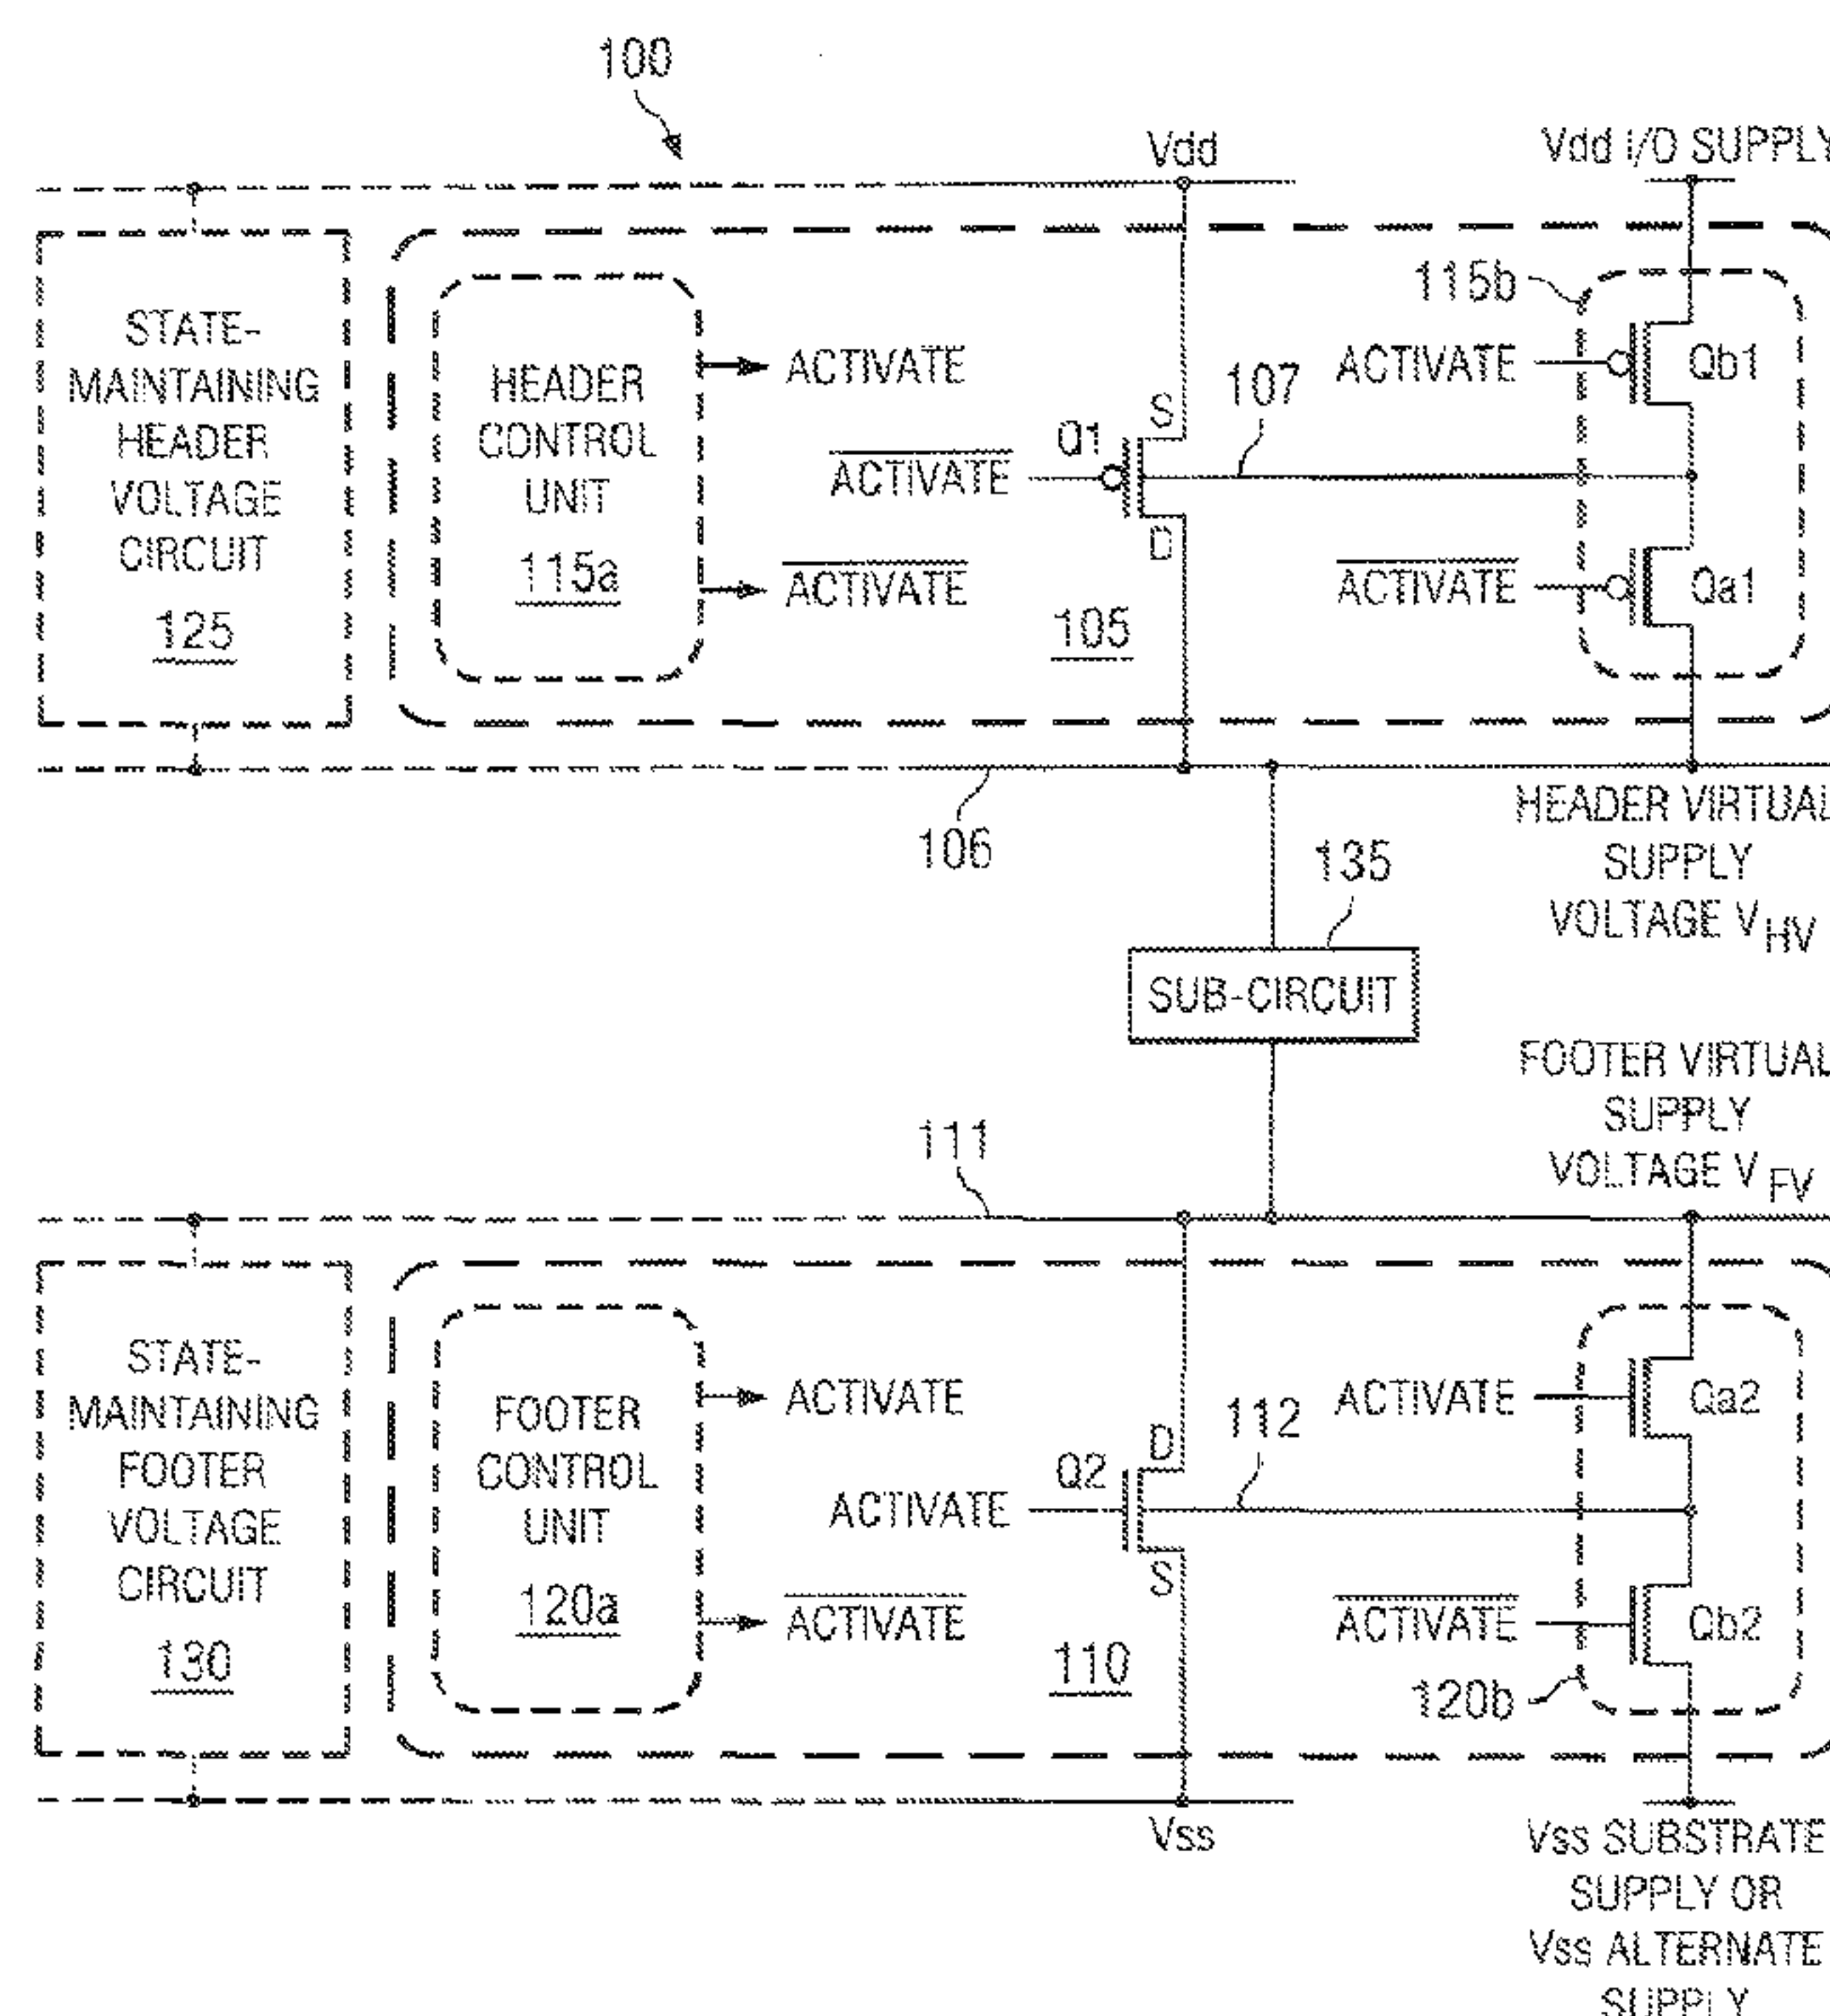 100
Vdd
Vdd I/O SUPPLY
STATE-
MAINTAINING
HEADER
VOLTAGE
CIRCUIT
125
HEADER
CONTROL
UNIT
115a
ACTIVATE
ACTIVATE
ACTIVATE
Q1
S
D
105
107
115b
ACTIVATE
Qb1
ACTIVATE
Qa1
106
HEADER VIRTUAL
SUPPLY
VOLTAGE VHV
135
SUB-CIRCUIT
FOOTER VIRTUAL
SUPPLY
VOLTAGE VFV
111
STATE-
MAINTAINING
FOOTER
VOLTAGE
CIRCUIT
130
FOOTER
CONTROL
UNIT
120a
ACTIVATE
ACTIVATE
ACTIVATE
Q2
D
S
110
112
ACTIVATE
Qa2
ACTIVATE
Qb2
120b
Vss
Vss SUBSTRATE
SUPPLY OR
Vss ALTERNATE
SUPPLY